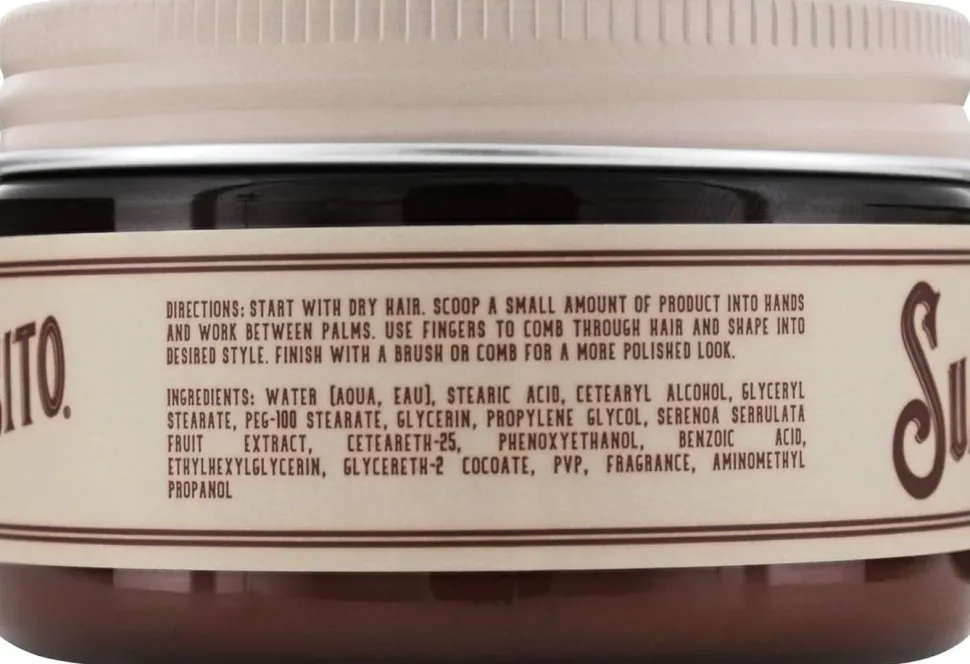 DIRECTIONS: START WITH DRY HAIR. SCOOP A SMALL AMOUNT OF PRODUCT INTO HANDS
AND WORK BETWEEN PALMS. USE FINGERS TO COMB THROUGH HAIR AND SHAPE INTO
DESIRED STYLE. FINISH WITH A BRUSH OR COMB FOR A MORE POLISHED LOOK.
INGREDIENTS: WATER (AQUA, EAU), STEARIC ACID, CETEARYL ALCOHOL, GLYCERYL
STEARATE, PEG-100 STEARATE, GLYCERIN, PROPYLENE GLYCOL, SERENOA SERRULATA
FRUIT EXTRACT, CETEARETH-25, PHENOXYETHANOL, BENZOIC ACID,
ETHYLHEXYLGLYCERIN, GLYCERETH-2 COCOATE, PVP, FRAGRANCE, AMINOMETHYL
PROPANOL